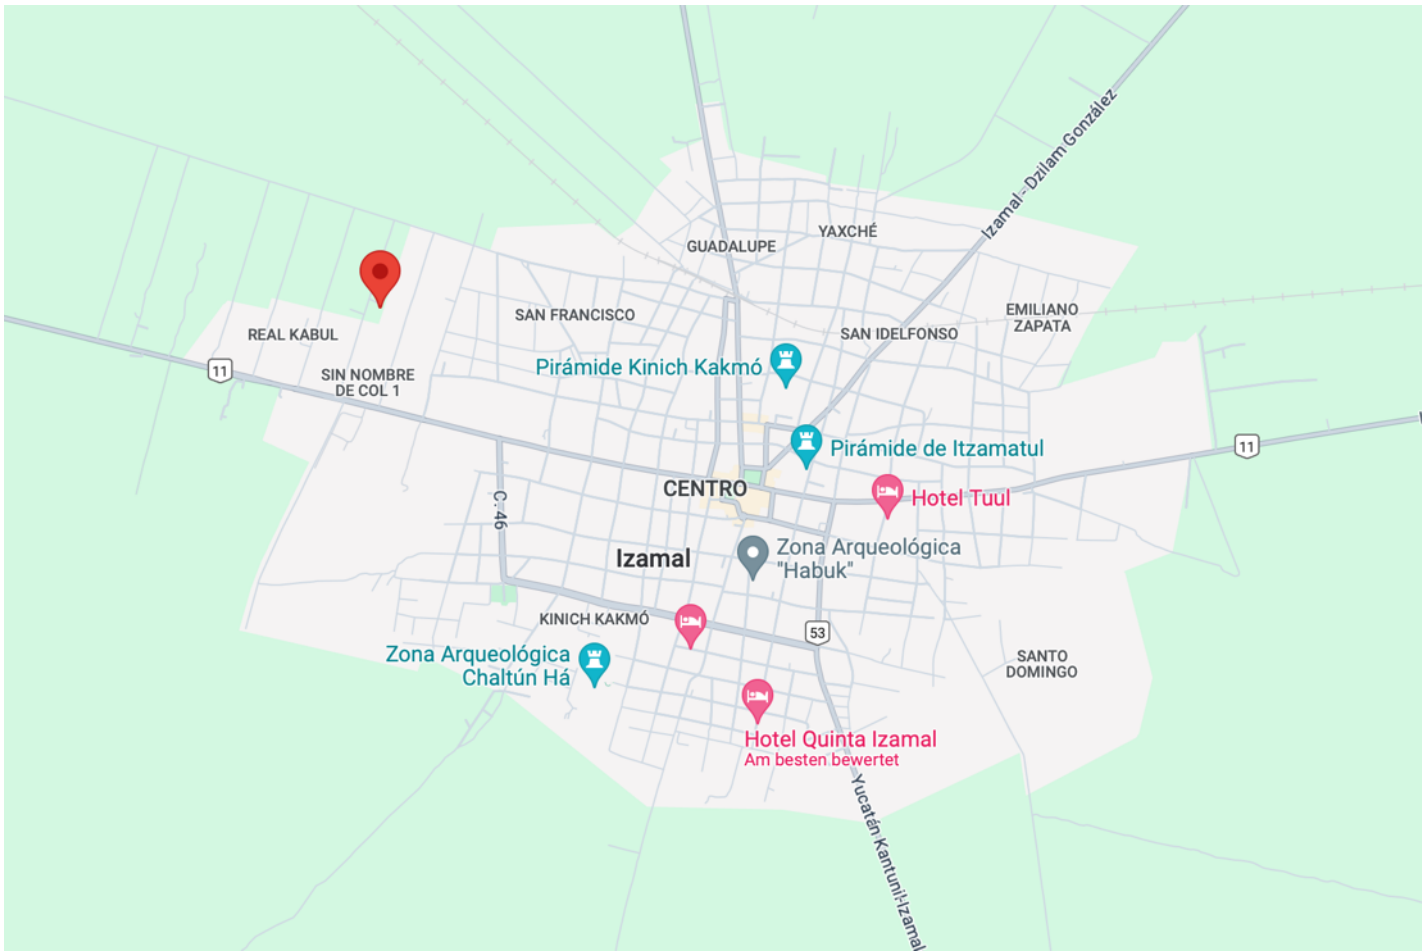 Izamal - Dzilam González
YAXCHÉ
GUADALUPE
EMILIANO
ZAPATA
SAN FRANCISCO
SAN IDELFONSO
REAL KABUL
Pirámide Kinich Kakmó
11
SIN NOMBRE
DE COL 1
Pirámide de Itzamatul
11
CENTRO
Hotel Tuul
C. 46
Zona Arqueológica
"Habuk"
Izamal
KINICH KAKMÓ
53
Zona Arqueológica
Chaltún Há
SANTO
DOMINGO
Hotel Quinta Izamal
Am besten bewertet
Yucatán Kantunil-Izamal